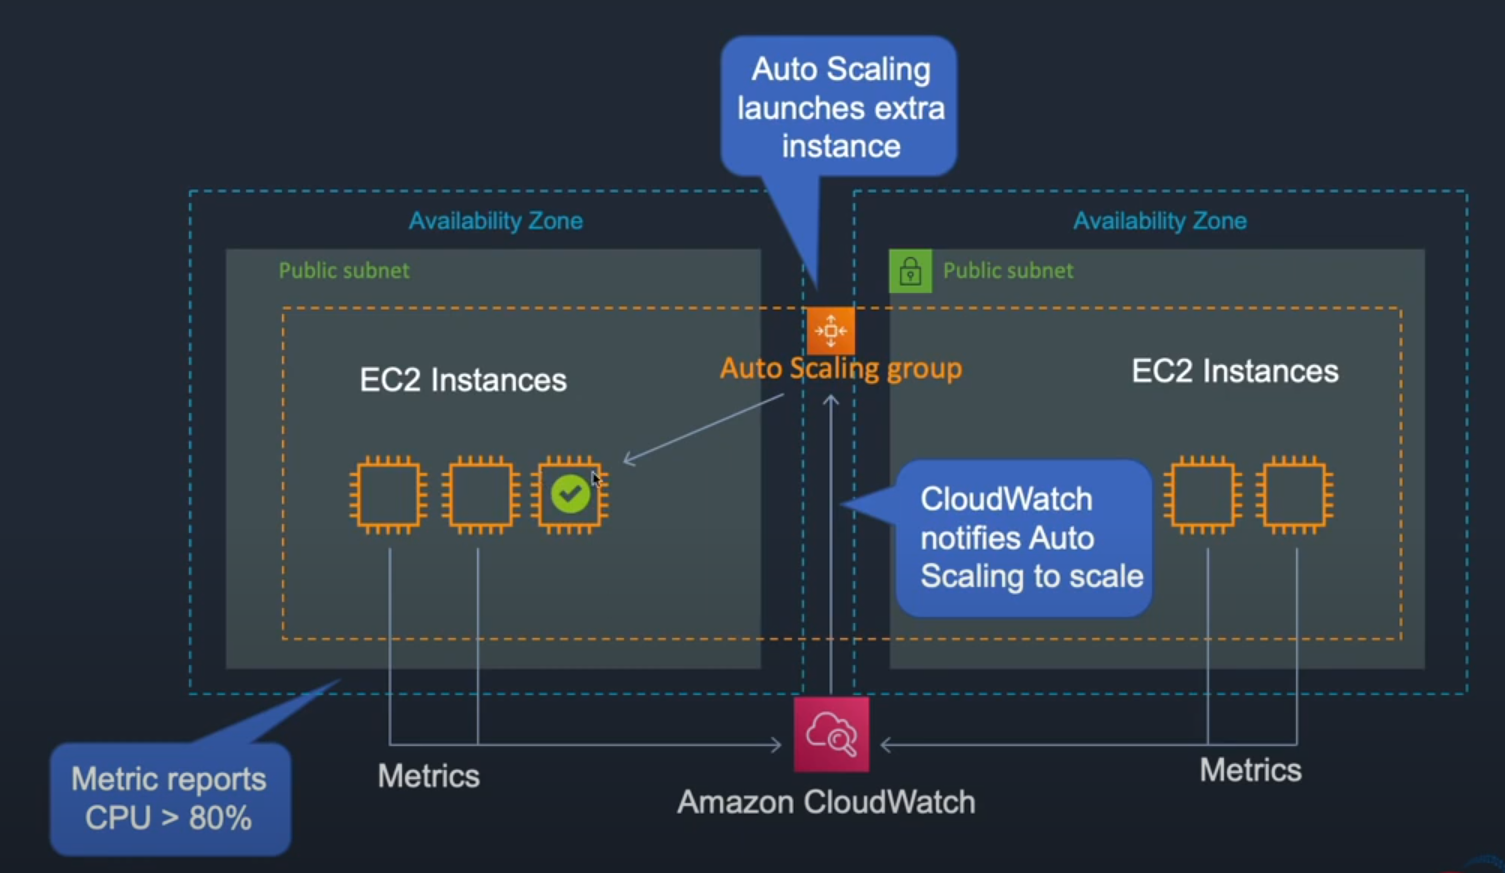 Auto Scaling
launches extra
instance
Availability Zone
Availability Zone
Public subnet
Public subnet
EC2 Instances
Auto Scaling group
EC2 Instances
CloudWatch
notifies Auto
Scaling to scale
Metric reports
CPU > 80%
Metrics
Amazon CloudWatch
Metrics